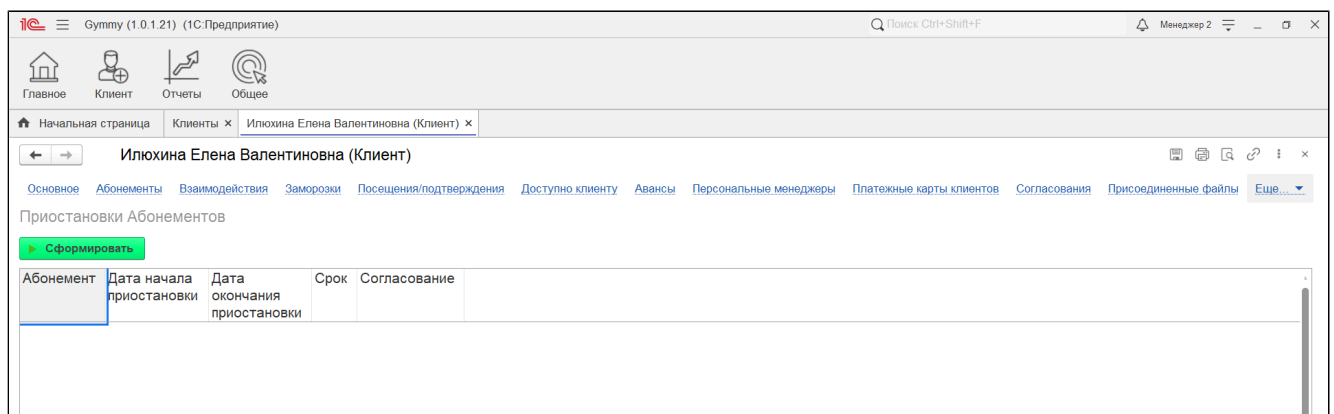 1С Gymmy (1.0.1.21) (1С:Предприятие) Поиск Ctrl+Shift+F Менеджер 2
Главное Клиент Отчеты Общее
Начальная страница Клиенты × Илюхина Елена Валентиновна (Клиент) ×
Илюхина Елена Валентиновна (Клиент)
Основное Абонементы Взаимодействия Заморозки Посещения/подтверждения Доступно клиенту Авансы Персональные менеджеры Платежные карты клиентов Согласования Присоединенные файлы Еще...
Приостановки Абонементов
Сформировать
Абонемент Дата начала Дата Срок Согласование
приостановки окончания
приостановки